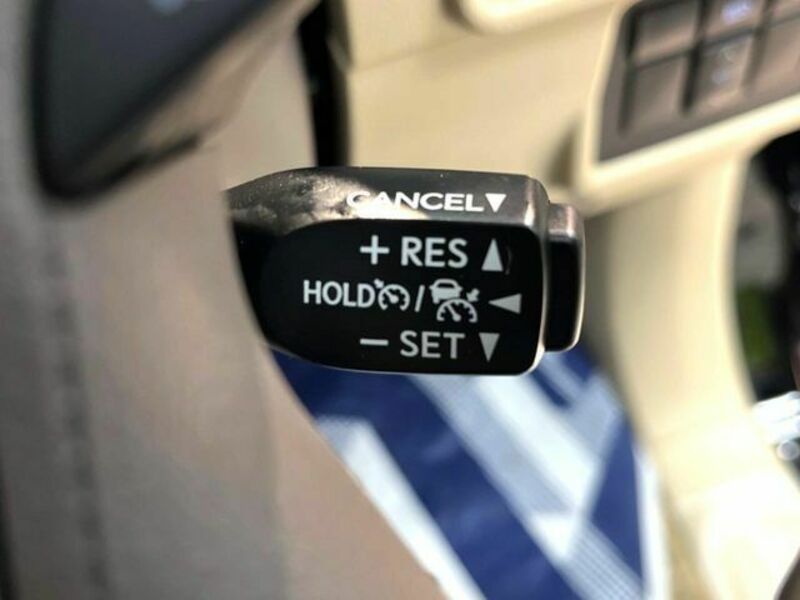 CANCEL▼
+ RES ▲
HOLD / ◀
− SET ▼